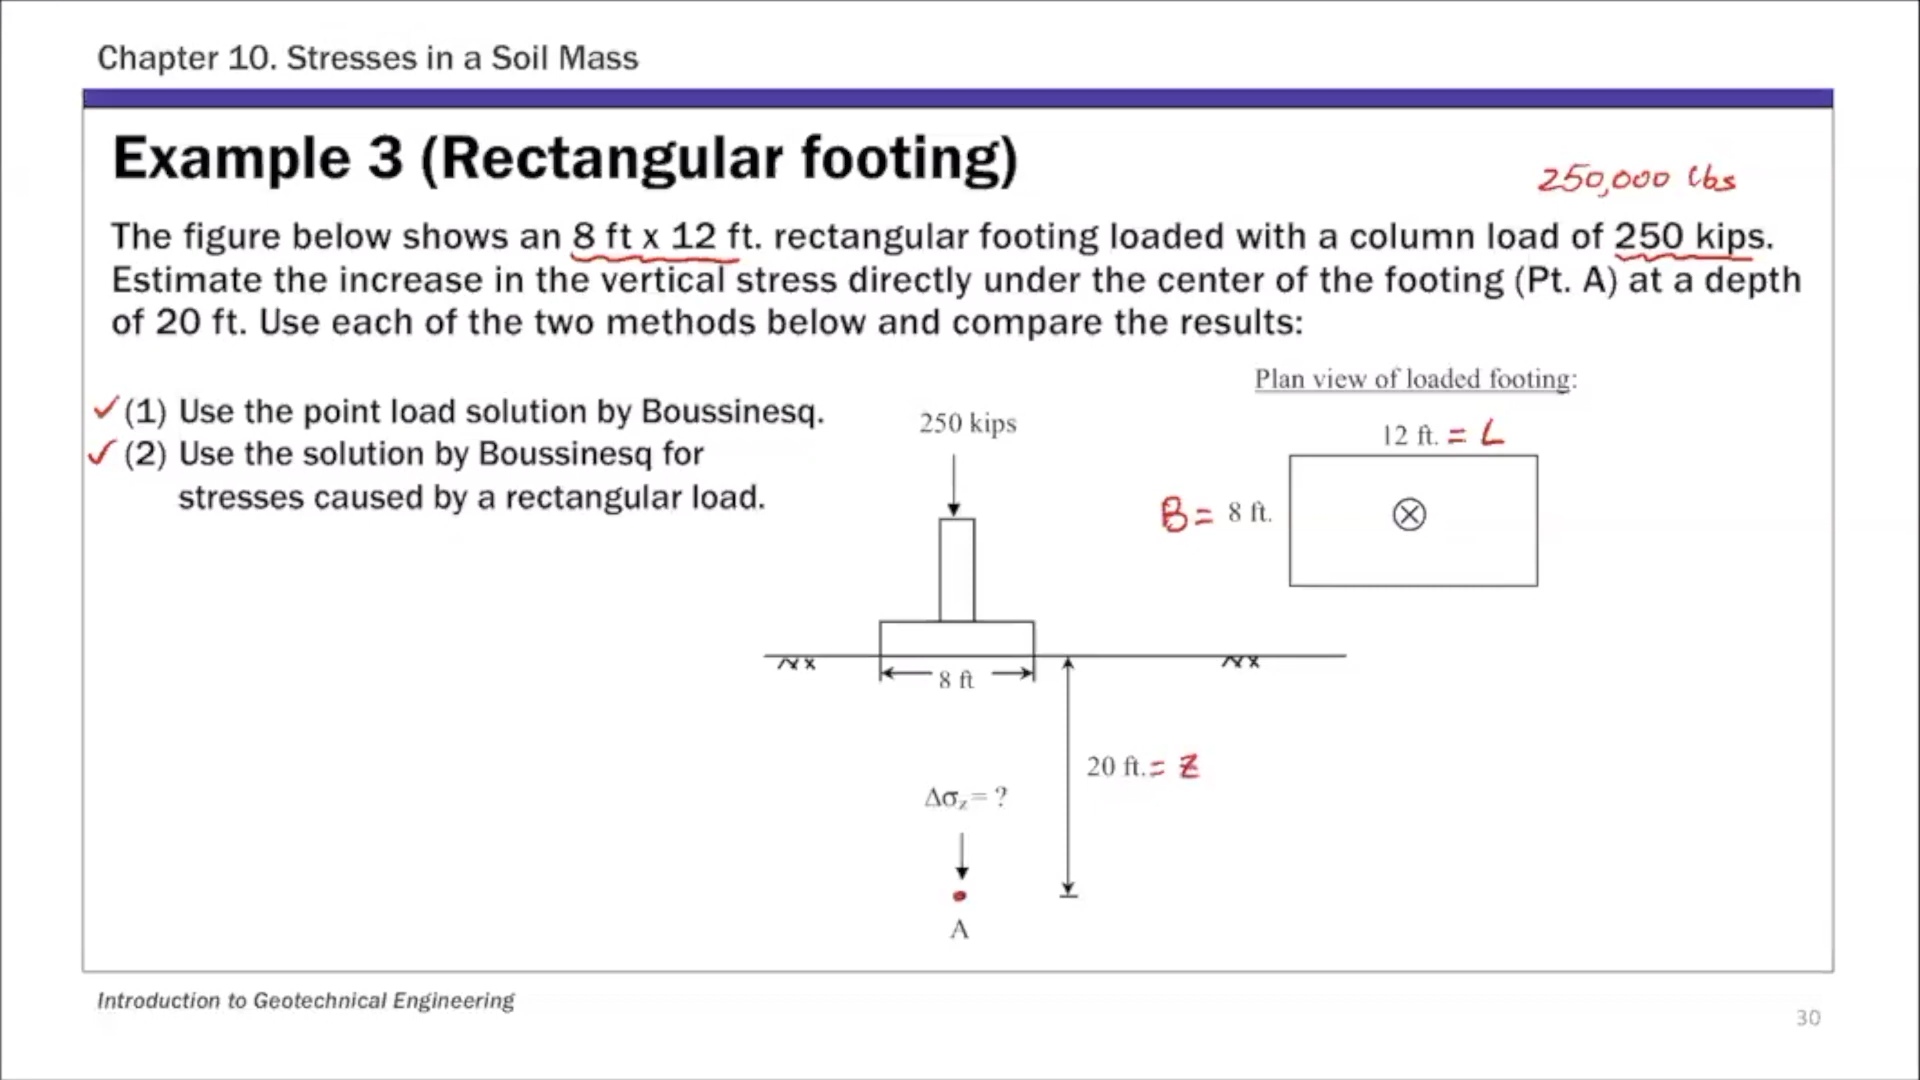 Chapter 10. Stresses in a Soil Mass
Example 3 (Rectangular footing)
250,000 lbs
The figure below shows an 8 ft x 12 ft. rectangular footing loaded with a column load of 250 kips.
Estimate the increase in the vertical stress directly under the center of the footing (Pt. A) at a depth
of 20 ft. Use each of the two methods below and compare the results:
Plan view of loaded footing:
✓(1) Use the point load solution by Boussinesq.
✓(2) Use the solution by Boussinesq for
stresses caused by a rectangular load.
250 kips
12 ft. = L
B = 8 ft.
8 ft
20 ft. = Z
Δσz = ?
A
Introduction to Geotechnical Engineering
30